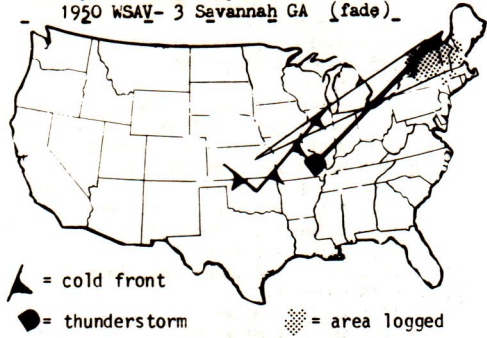 1950 WSAV- 3 Savannah GA (fade)
= cold front
= thunderstorm
= area logged